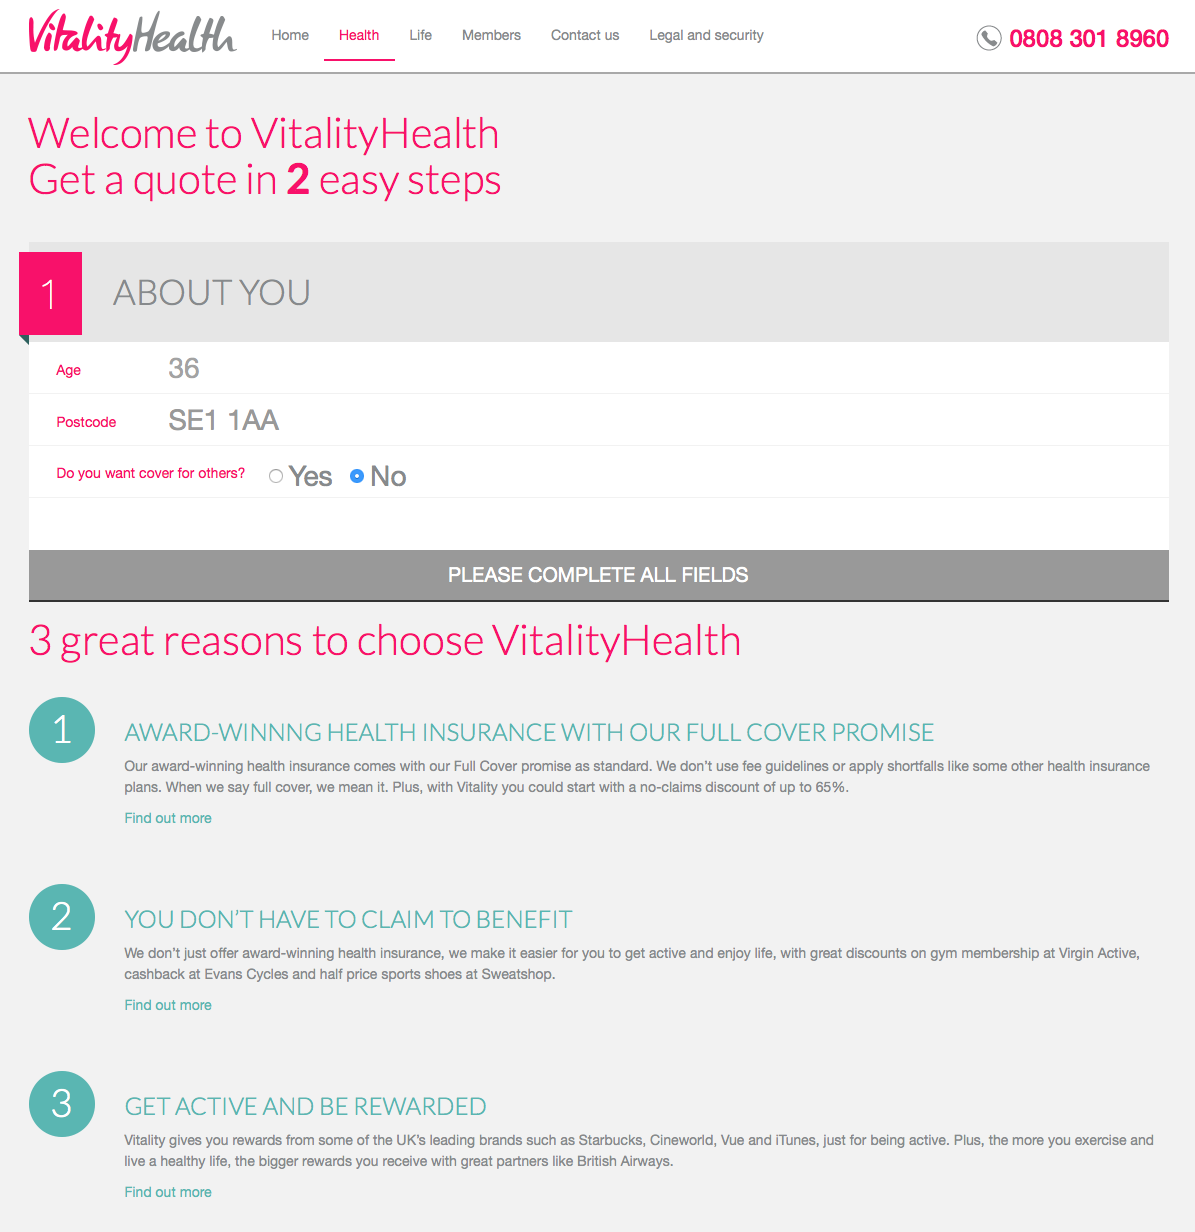 VitalityHealth
Home Health Life Members Contact us Legal and security
0808 301 8960
Welcome to VitalityHealth
Get a quote in 2 easy steps
1 ABOUT YOU
Age 36
Postcode SE1 1AA
Do you want cover for others? Yes No
PLEASE COMPLETE ALL FIELDS
3 great reasons to choose VitalityHealth
1 AWARD-WINNNG HEALTH INSURANCE WITH OUR FULL COVER PROMISE
Our award-winning health insurance comes with our Full Cover promise as standard. We don't use fee guidelines or apply shortfalls like some other health insurance
plans. When we say full cover, we mean it. Plus, with Vitality you could start with a no-claims discount of up to 65%.
Find out more
2 YOU DON'T HAVE TO CLAIM TO BENEFIT
We don't just offer award-winning health insurance, we make it easier for you to get active and enjoy life, with great discounts on gym membership at Virgin Active,
cashback at Evans Cycles and half price sports shoes at Sweatshop.
Find out more
3 GET ACTIVE AND BE REWARDED
Vitality gives you rewards from some of the UK's leading brands such as Starbucks, Cineworld, Vue and iTunes, just for being active. Plus, the more you exercise and
live a healthy life, the bigger rewards you receive with great partners like British Airways.
Find out more